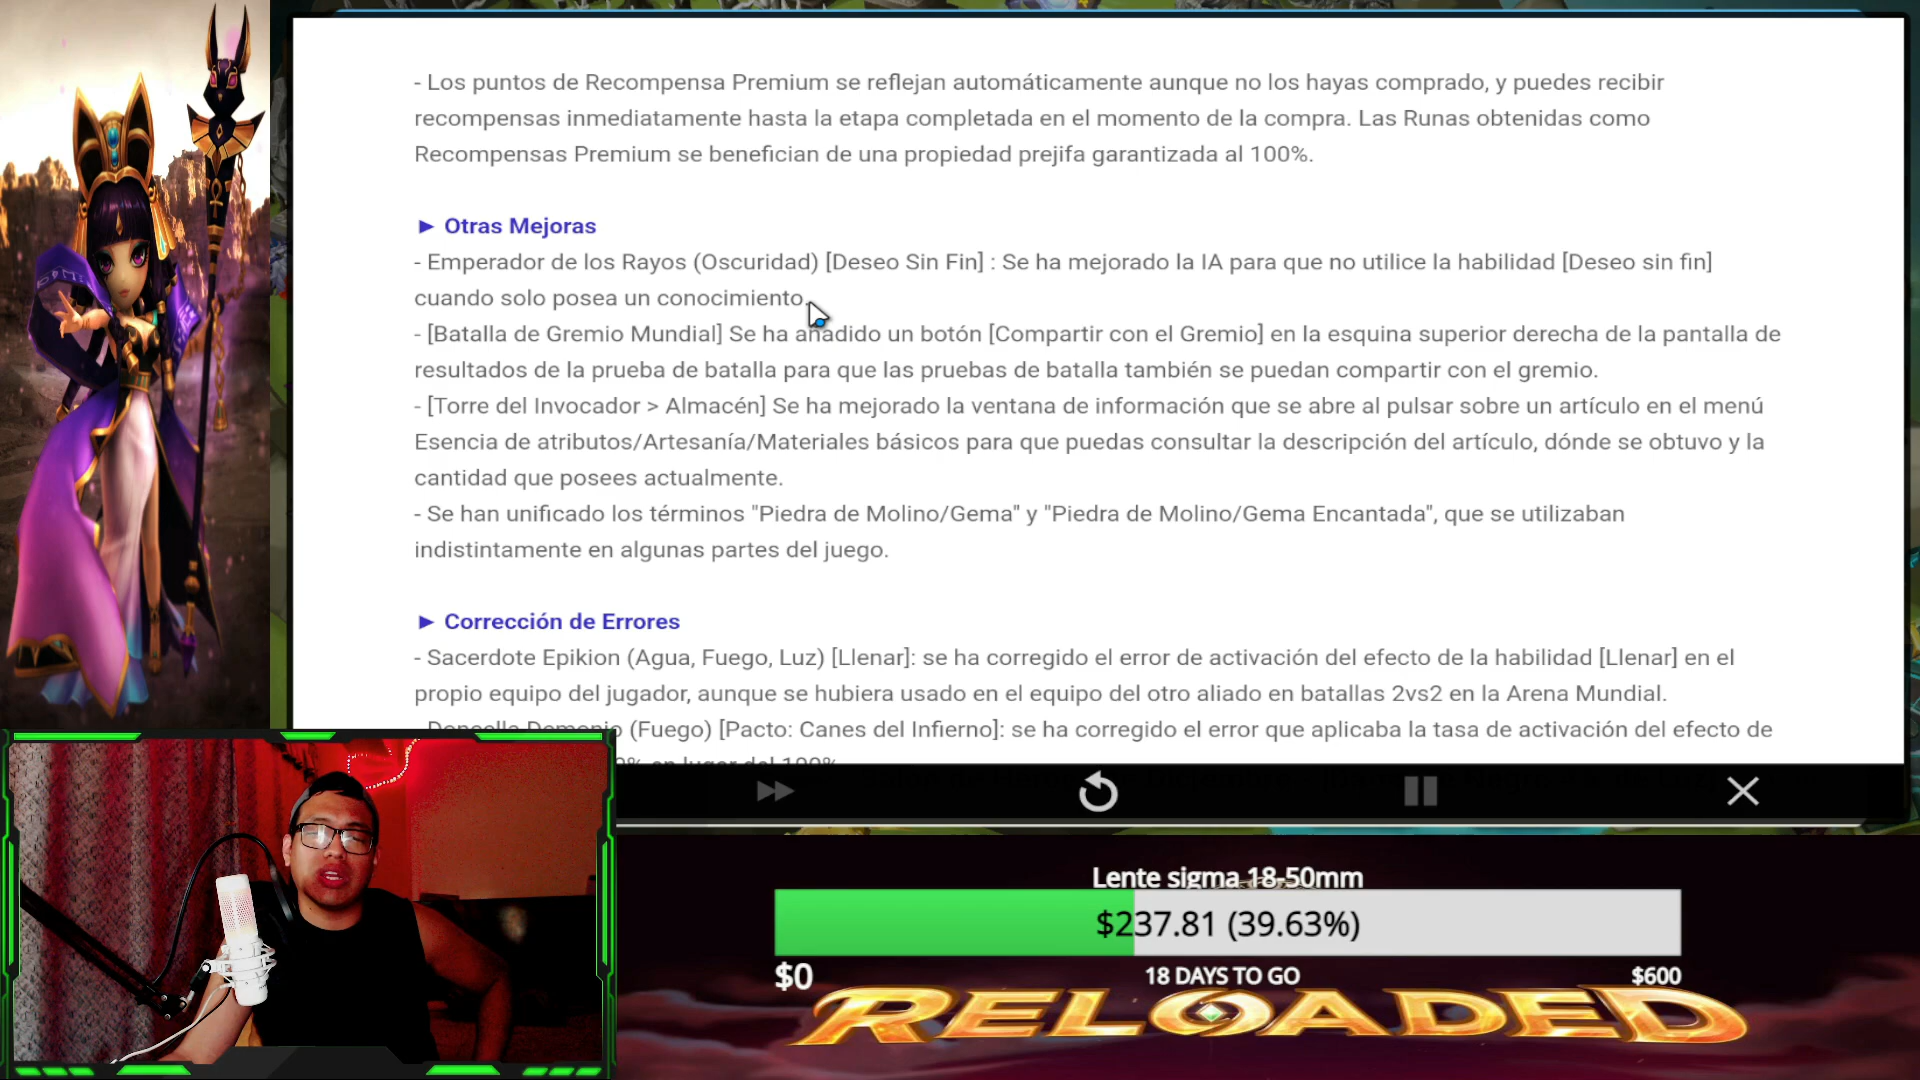 - Los puntos de Recompensa Premium se reflejan automáticamente aunque no los hayas comprado, y puedes recibir
recompensas inmediatamente hasta la etapa completada en el momento de la compra. Las Runas obtenidas como
Recompensas Premium se benefician de una propiedad prejifa garantizada al 100%.
► Otras Mejoras
- Emperador de los Rayos (Oscuridad) [Deseo Sin Fin] : Se ha mejorado la IA para que no utilice la habilidad [Deseo sin fin]
cuando solo posea un conocimiento.
- [Batalla de Gremio Mundial] Se ha añadido un botón [Compartir con el Gremio] en la esquina superior derecha de la pantalla de
resultados de la prueba de batalla para que las pruebas de batalla también se puedan compartir con el gremio.
- [Torre del Invocador > Almacén] Se ha mejorado la ventana de información que se abre al pulsar sobre un artículo en el menú
Esencia de atributos/Artesanía/Materiales básicos para que puedas consultar la descripción del artículo, dónde se obtuvo y la
cantidad que posees actualmente.
- Se han unificado los términos "Piedra de Molino/Gema" y "Piedra de Molino/Gema Encantada", que se utilizaban
indistintamente en algunas partes del juego.
► Corrección de Errores
- Sacerdote Epikion (Agua, Fuego, Luz) [Llenar]: se ha corregido el error de activación del efecto de la habilidad [Llenar] en el
propio equipo del jugador, aunque se hubiera usado en el equipo del otro aliado en batallas 2vs2 en la Arena Mundial.
- Doncella Demonio (Fuego) [Pacto: Canes del Infierno]: se ha corregido el error que aplicaba la tasa de activación del efecto de
en lugar del 100%
Lente sigma 18-50mm
$237.81 (39.63%)
$0 18 DAYS TO GO $600
RELOADED